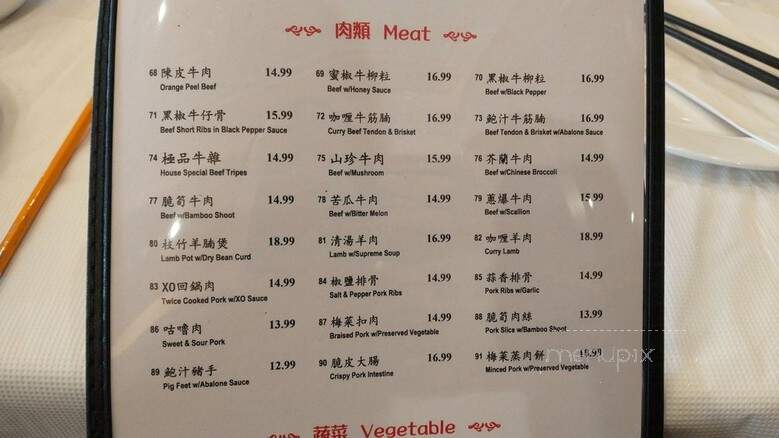 肉類 Meat
68 陳皮牛肉 14.99
Orange Peel Beef
69 蜜椒牛柳粒 16.99
Beef w/Honey Sauce
70 黑椒牛柳粒 16.99
Beef w/Black Pepper
71 黑椒牛仔骨 15.99
Beef Short Ribs in Black Pepper Sauce
72 咖喱牛筋腩 16.99
Curry Beef Tendon & Brisket
73 鮑汁牛筋腩 16.99
Beef Tendon & Brisket w/Abalone Sauce
74 極品牛雜 14.99
House Special Beef Tripes
75 山珍牛肉 15.99
Beef w/Mushroom
76 芥蘭牛肉 14.99
Beef w/Chinese Broccoli
77 脆筍牛肉 14.99
Beef w/Bamboo Shoot
78 苦瓜牛肉 14.99
Beef w/Bitter Melon
79 蔥爆牛肉 15.99
Beef w/Scallion
80 枝竹羊腩煲 18.99
Lamb Pot w/Dry Bean Curd
81 清湯羊肉 16.99
Lamb w/Supreme Soup
82 咖喱羊肉 18.99
Curry Lamb
83 XO回鍋肉 14.99
Twice Cooked Pork w/XO Sauce
84 椒鹽排骨 14.99
Salt & Pepper Pork Ribs
85 蒜香排骨 14.99
Pork Ribs w/Garlic
86 咕嚕肉 13.99
Sweet & Sour Pork
87 梅菜扣肉 14.99
Braised Pork w/Preserved Vegetable
88 脆筍肉絲 13.99
Pork Slice w/Bamboo Shoot
89 鮑汁豬手 12.99
Pig Feet w/Abalone Sauce
90 脆皮大腸 16.99
Crispy Pork Intestine
91 梅菜蒸肉餅
Minced Pork w/Preserved Vegetable
menupix
蔬菜 Vegetable